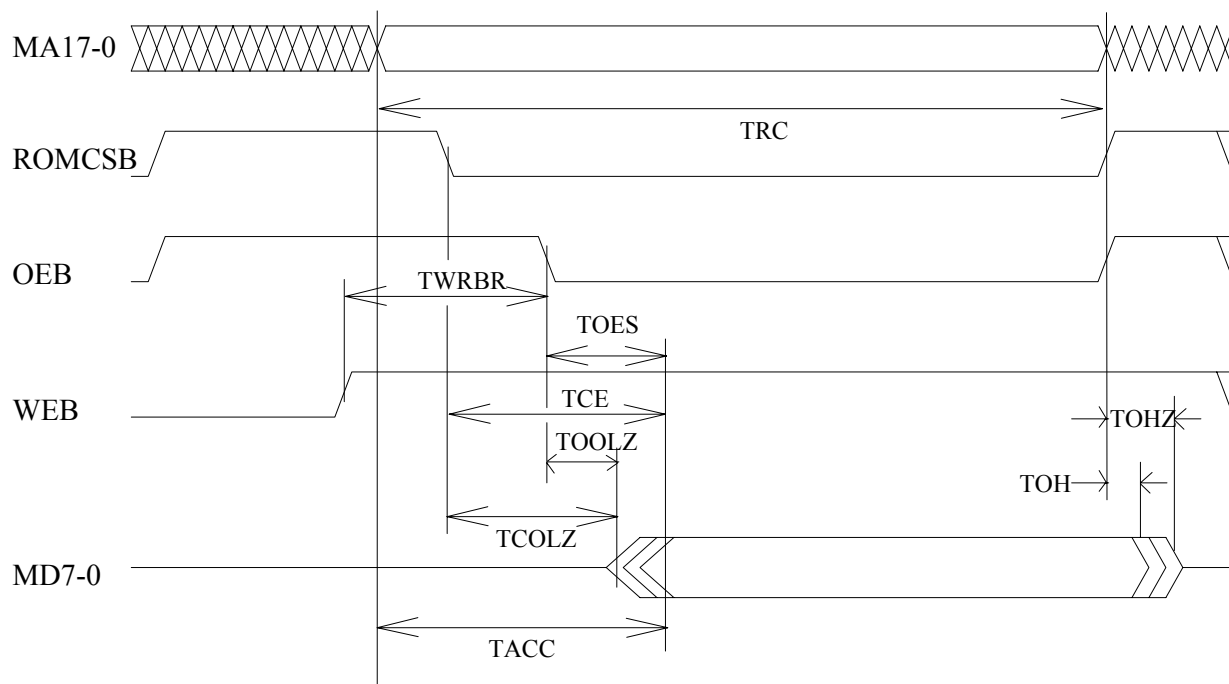 MA17-0
TRC
ROMCSB
OEB
TWRBR
TOES
WEB
TCE
TOHZ
TOOLZ
TOH
TCOLZ
MD7-0
TACC